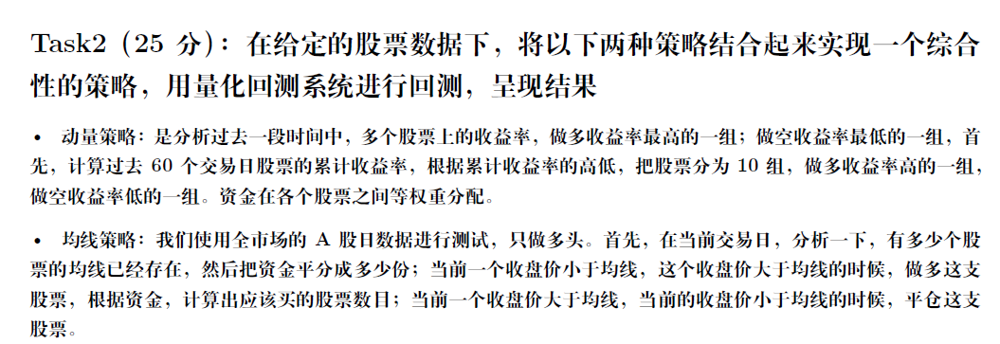 Task2（25 分）：在给定的股票数据下，将以下两种策略结合起来实现一个综合
性的策略，用量化回测系统进行回测，呈现结果
• 动量策略：是分析过去一段时间中，多个股票上的收益率，做多收益率最高的一组；做空收益率最低的一组，首
先，计算过去 60 个交易日股票的累计收益率，根据累计收益率的高低，把股票分为 10 组，做多收益率高的一组，
做空收益率低的一组。资金在各个股票之间等权重分配。
• 均线策略：我们使用全市场的 A 股日数据进行测试，只做多头。首先，在当前交易日，分析一下，有多少个股
票的均线已经存在，然后把资金平分成多少份；当前一个收盘价小于均线，这个收盘价大于均线的时候，做多这支
股票，根据资金，计算出应该买的股票数目；当前一个收盘价大于均线，当前的收盘价小于均线的时候，平仓这支
股票。